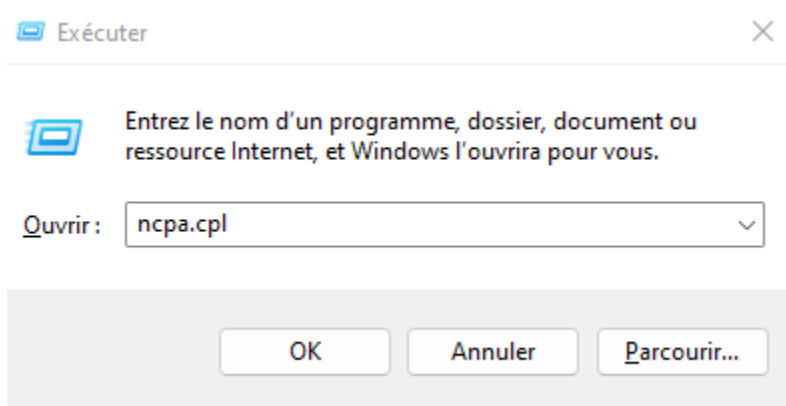 Exécuter
Entrez le nom d'un programme, dossier, document ou
ressource Internet, et Windows l'ouvrira pour vous.
Ouvrir : ncpa.cpl
OK Annuler Parcourir...